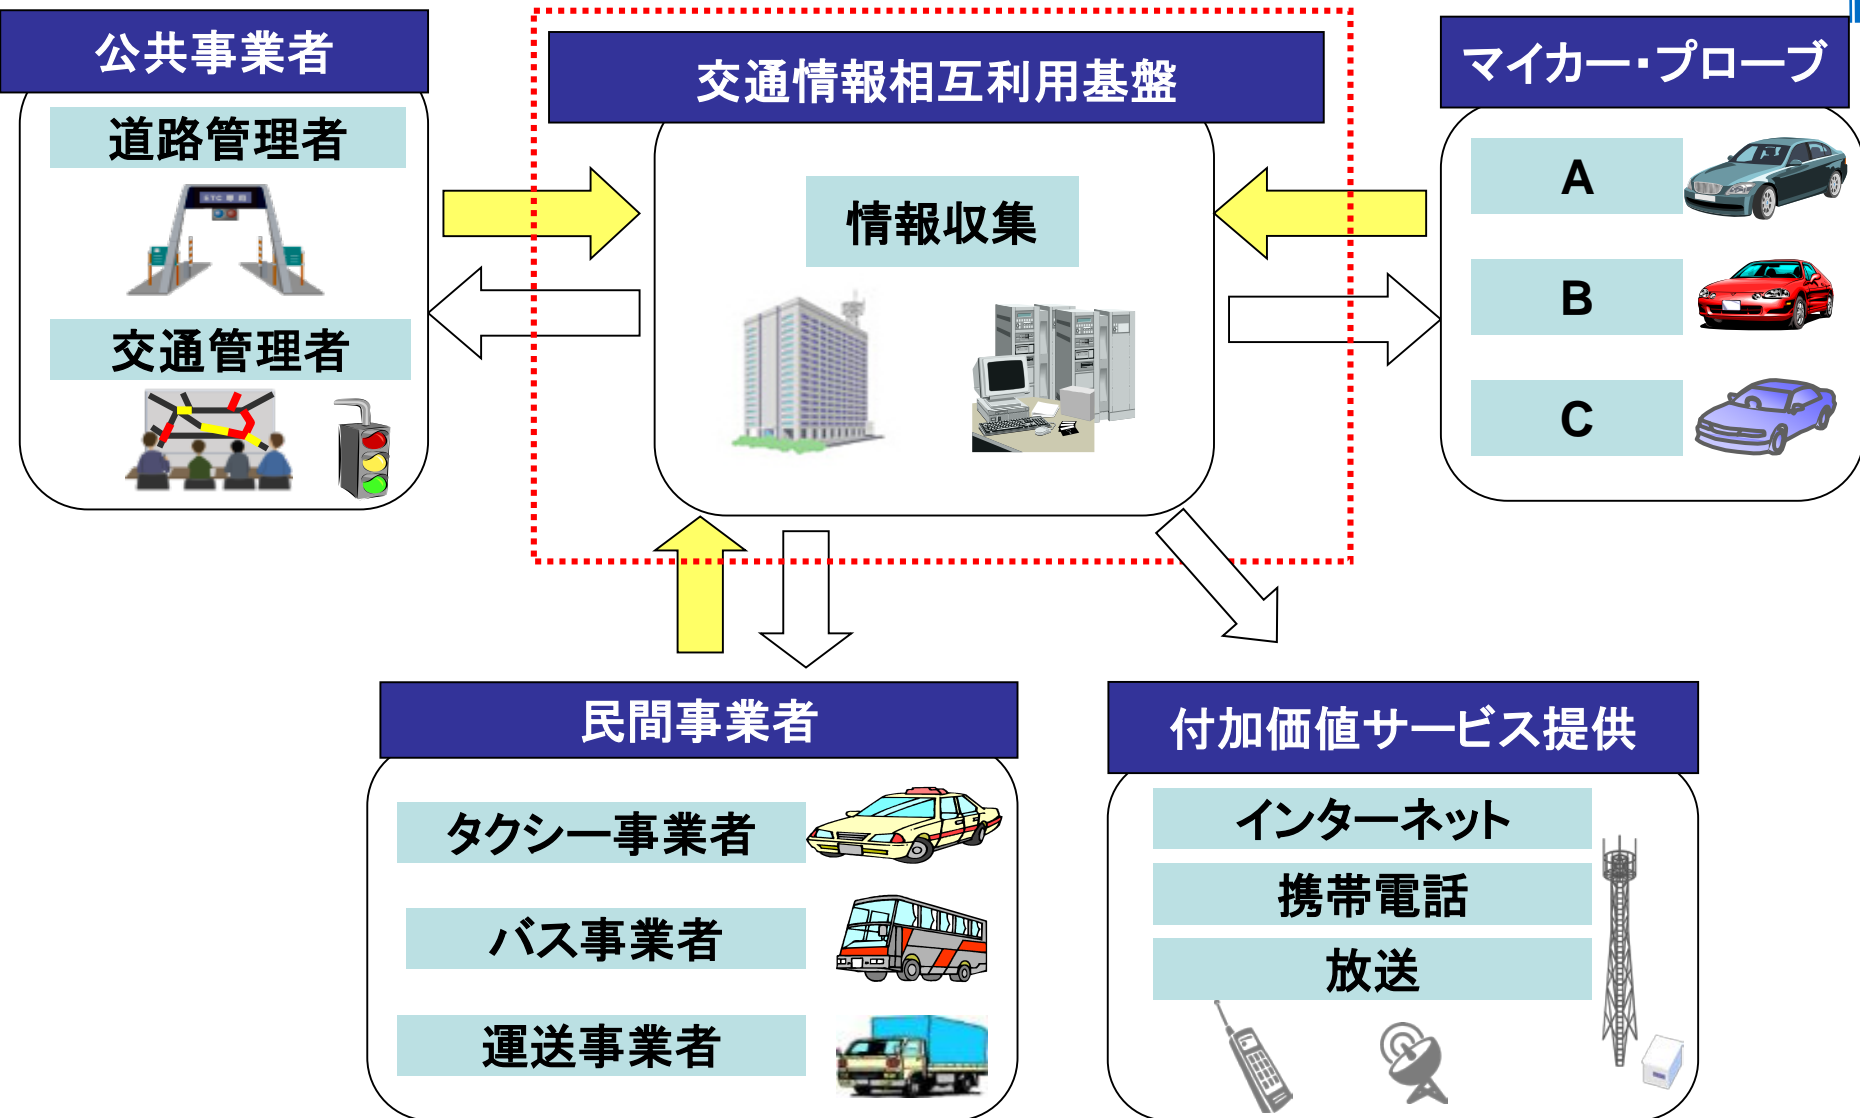 公共事業者
道路管理者
交通管理者
交通情報相互利用基盤
情報収集
マイカー・プローブ
A
B
C
民間事業者
タクシー事業者
バス事業者
運送事業者
付加価値サービス提供
インターネット
携帯電話
放送